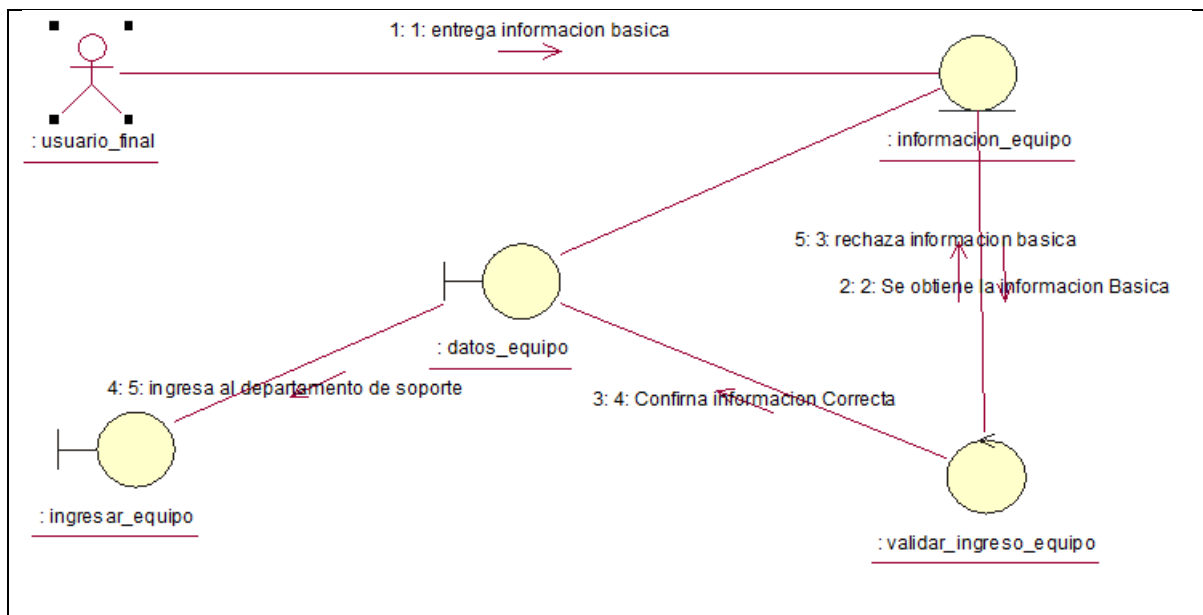 1: 1: entrega informacion basica
: usuario_final
: informacion_equipo
5: 3: rechaza informacion basica
2: 2: Se obtiene la informacion Basica
: datos_equipo
4: 5: ingresa al departamento de soporte
3: 4: Confirna informacion Correcta
: ingresar_equipo
: validar_ingreso_equipo